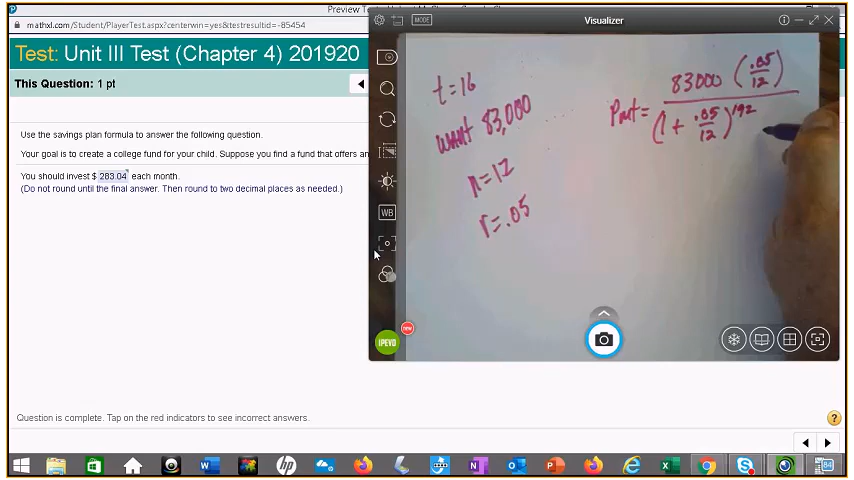 Preview Te
mathxl.com/Student/PlayerTest.aspx?centerwin=yes&testresultid=-85454
Test: Unit III Test (Chapter 4) 201920
This Question: 1 pt
Use the savings plan formula to answer the following question.
Your goal is to create a college fund for your child. Suppose you find a fund that offers an
You should invest $ 283.04 each month.
(Do not round until the final answer. Then round to two decimal places as needed.)
Question is complete. Tap on the red indicators to see incorrect answers.
?
MODE
Visualizer
WB
new
IPEVO
t=16
want 83,000
n=12
r=.05
Pmt = 83000 (.05/12)
(1 + .05/12)^192
84